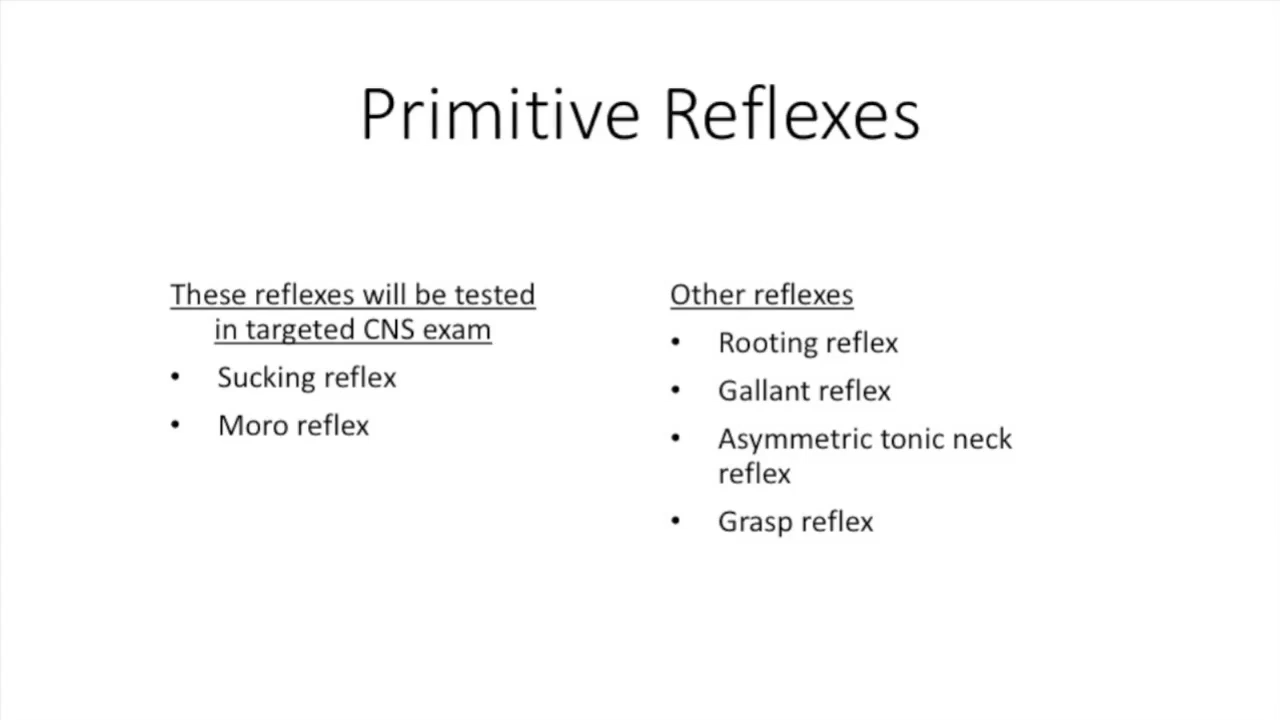 Primitive Reflexes
These reflexes will be tested
in targeted CNS exam
• Sucking reflex
• Moro reflex
Other reflexes
• Rooting reflex
• Gallant reflex
• Asymmetric tonic neck
reflex
• Grasp reflex